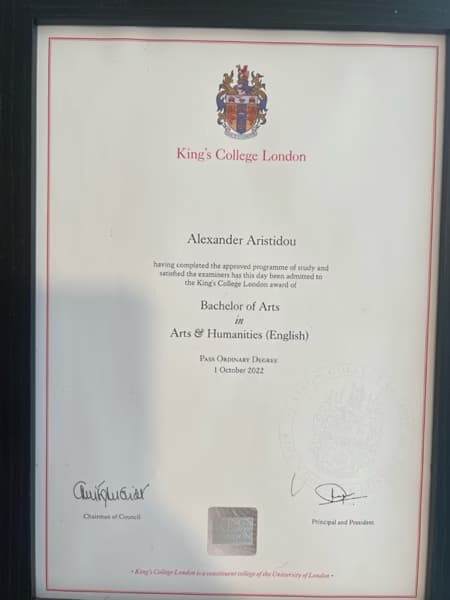 King's College London
Alexander Aristidou
having completed the approved programme of study and
satisfied the examiners has this day been admitted to
the King's College London award of
Bachelor of Arts
in
Arts & Humanities (English)
Pass Ordinary Degree
1 October 2022
Chairman of Council
Principal and President
• King's College London is a constituent college of the University of London •